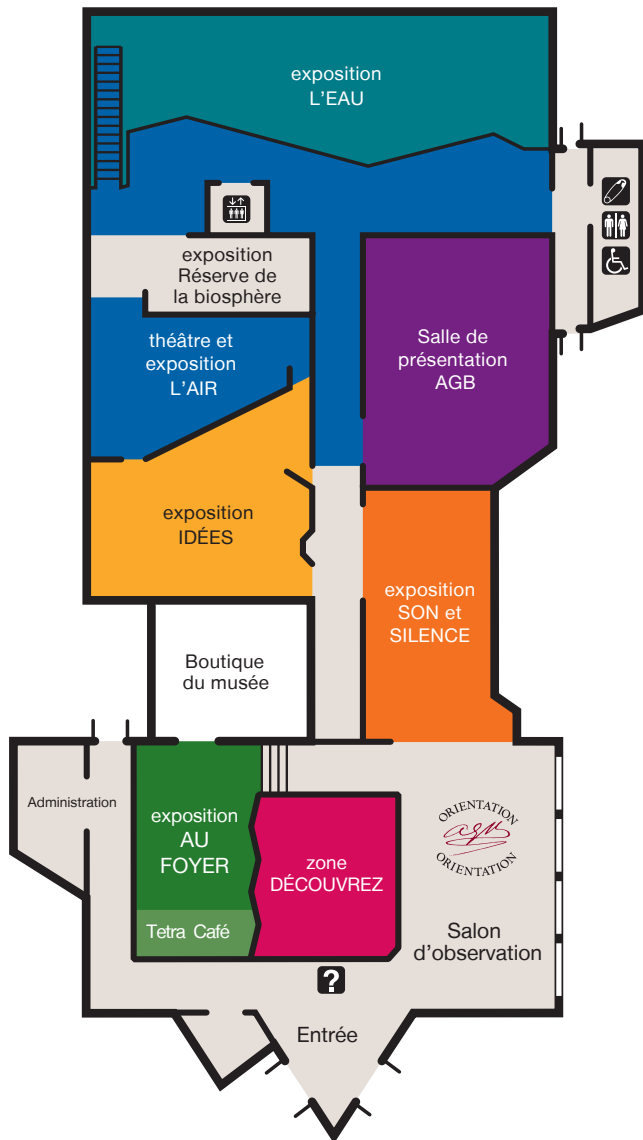 exposition
L'EAU
exposition
Réserve de
la biosphère
théâtre et
exposition
L'AIR
Salle de
présentation
AGB
exposition
IDÉES
exposition
SON et
SILENCE
Boutique
du musée
Administration
exposition
AU
FOYER
Tetra Café
zone
DÉCOUVREZ
ORIENTATION
agb
ORIENTATION
Salon
d'observation
?
Entrée